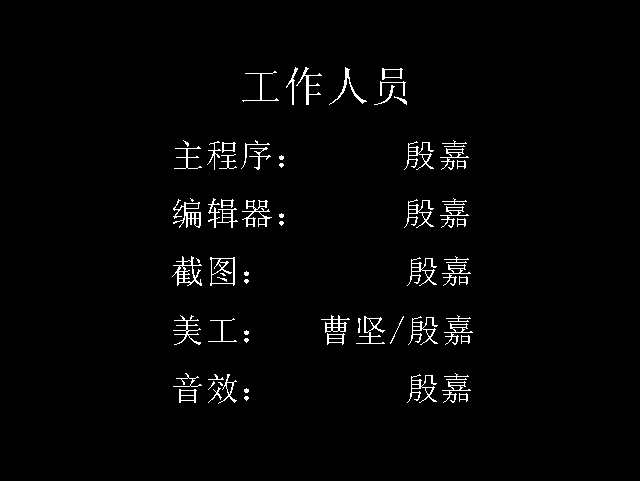 工作人员
主程序： 殷嘉
编辑器： 殷嘉
截图： 殷嘉
美工： 曹坚/殷嘉
音效： 殷嘉